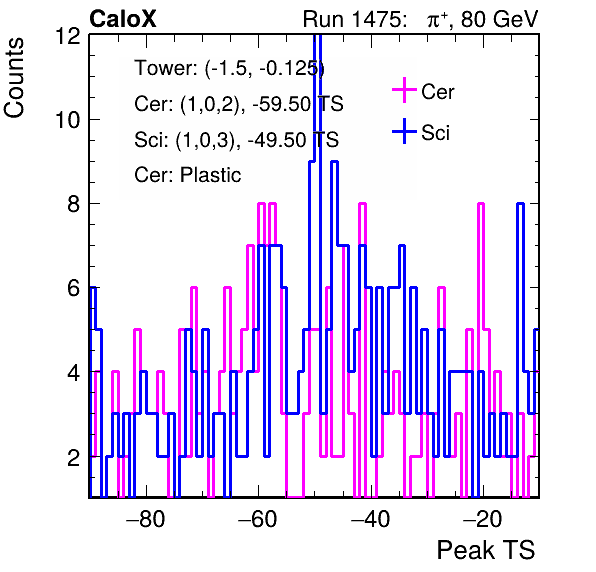 CaloX Run 1475: π⁺, 80 GeV
Counts
12
10
8
6
4
2
Tower: (-1.5, -0.125)
Cer: (1,0,2), -59.50 TS
Sci: (1,0,3), -49.50 TS
Cer: Plastic
Cer
Sci
−80 −60 −40 −20
Peak TS